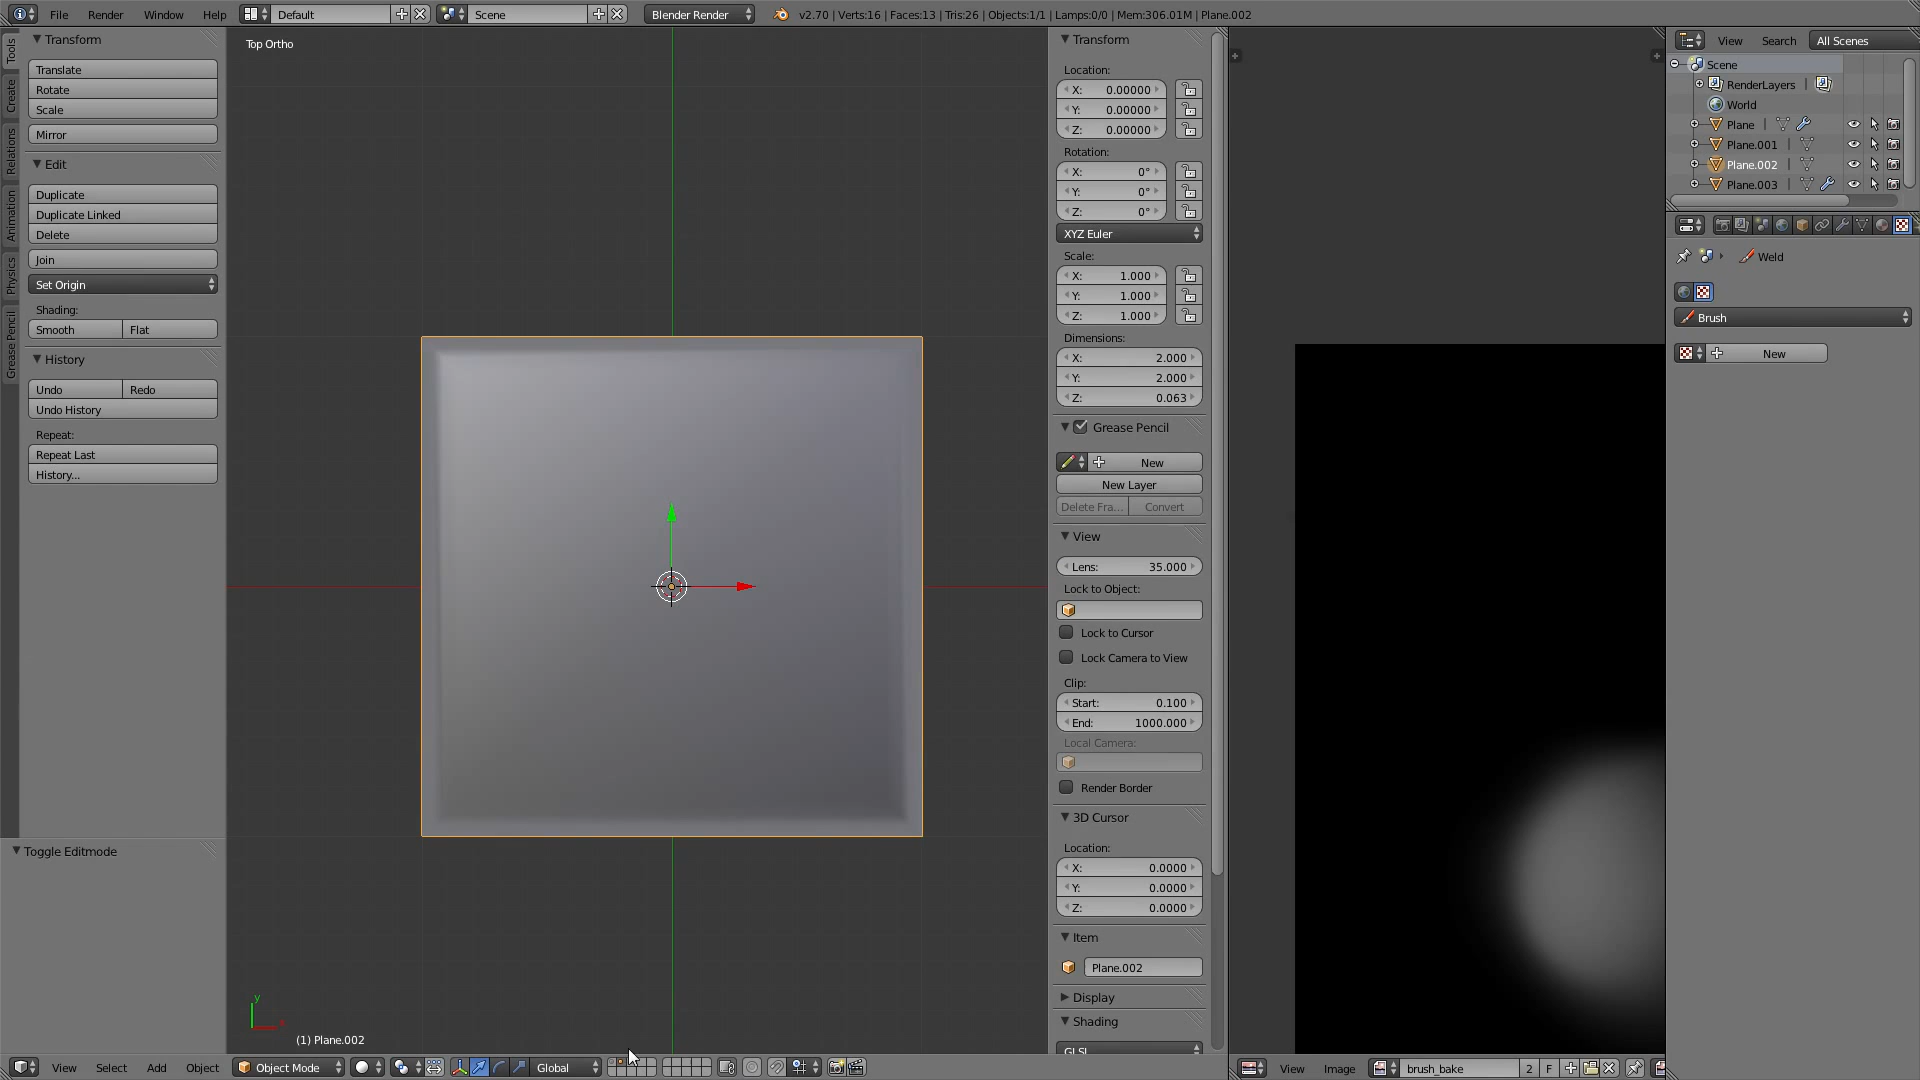 File Render Window Help Default Scene Blender Render v2.70 | Verts:16 | Faces:13 | Tris:26 | Objects:1/1 | Lamps:0/0 | Mem:306.01M | Plane.002
Tools
Create
Relations
Animation
Physics
Grease Pencil
Transform
Translate
Rotate
Scale
Mirror
Edit
Duplicate
Duplicate Linked
Delete
Join
Set Origin
Shading:
Smooth Flat
History
Undo Redo
Undo History
Repeat:
Repeat Last
History...
Toggle Editmode
Top Ortho
y
x
(1) Plane.002
Transform
Location:
X: 0.00000
Y: 0.00000
Z: 0.00000
Rotation:
X: 0°
Y: 0°
Z: 0°
XYZ Euler
Scale:
X: 1.000
Y: 1.000
Z: 1.000
Dimensions:
X: 2.000
Y: 2.000
Z: 0.063
Grease Pencil
New
New Layer
Delete Fra... Convert
View
Lens: 35.000
Lock to Object:
Lock to Cursor
Lock Camera to View
Clip:
Start: 0.100
End: 1000.000
Local Camera:
Render Border
3D Cursor
Location:
X: 0.0000
Y: 0.0000
Z: 0.0000
Item
Plane.002
Display
Shading
GLSL
View Search All Scenes
Scene
RenderLayers |
World
Plane |
Plane.001 |
Plane.002 |
Plane.003 |
Weld
Brush
New
View Select Add Object Object Mode Global
View Image brush_bake 2 F